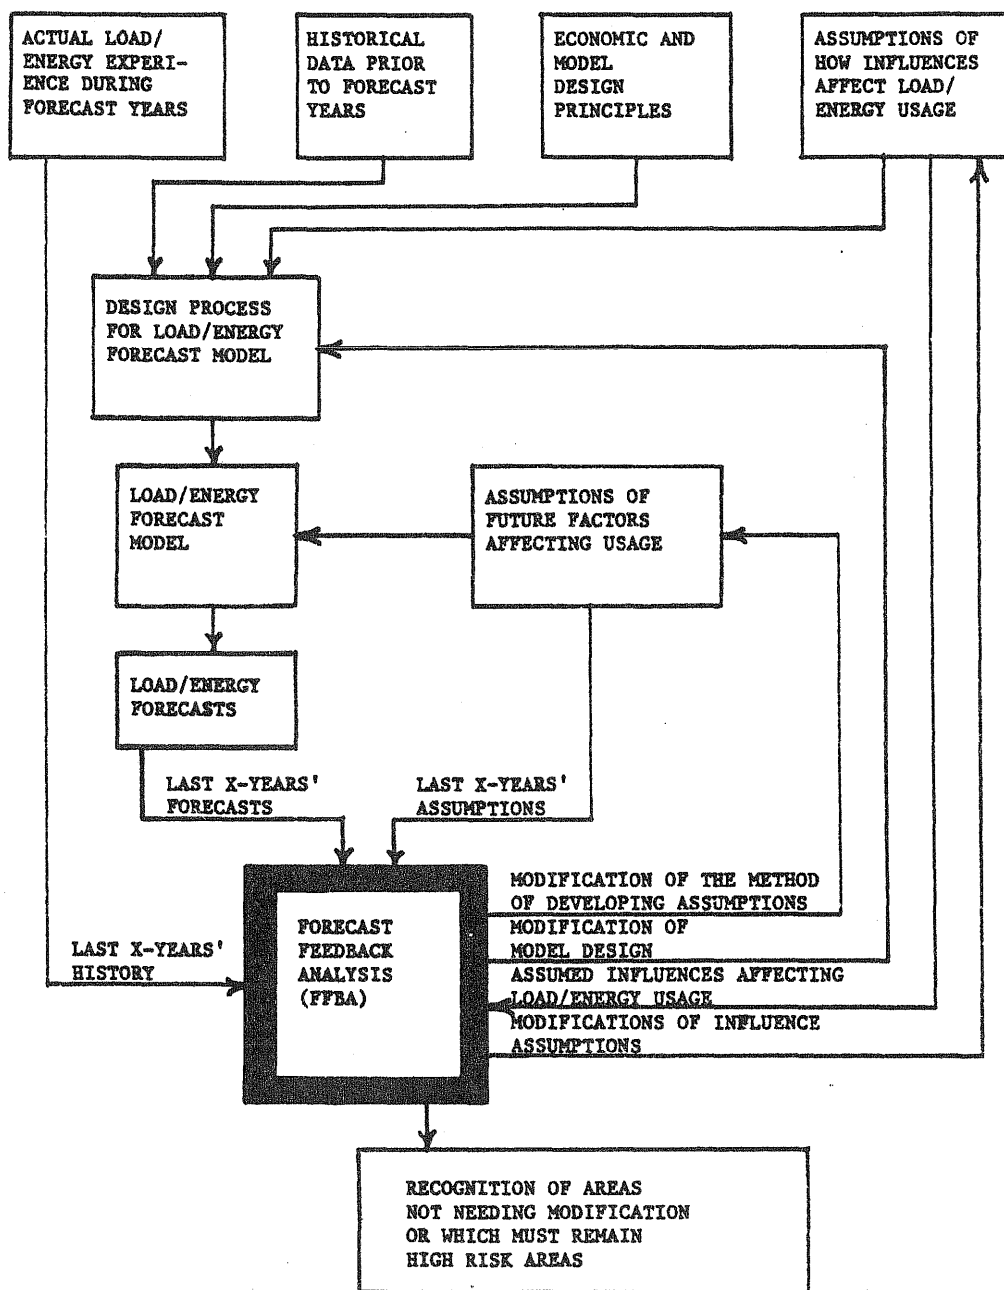 ACTUAL LOAD/
ENERGY EXPERI-
ENCE DURING
FORECAST YEARS
HISTORICAL
DATA PRIOR
TO FORECAST
YEARS
ECONOMIC AND
MODEL
DESIGN
PRINCIPLES
ASSUMPTIONS OF
HOW INFLUENCES
AFFECT LOAD/
ENERGY USAGE
DESIGN PROCESS
FOR LOAD/ENERGY
FORECAST MODEL
LOAD/ENERGY
FORECAST
MODEL
ASSUMPTIONS OF
FUTURE FACTORS
AFFECTING USAGE
LOAD/ENERGY
FORECASTS
LAST X-YEARS'
FORECASTS
LAST X-YEARS'
ASSUMPTIONS
LAST X-YEARS'
HISTORY
FORECAST
FEEDBACK
ANALYSIS
(FFBA)
MODIFICATION OF THE METHOD
OF DEVELOPING ASSUMPTIONS
MODIFICATION OF
MODEL DESIGN
ASSUMED INFLUENCES AFFECTING
LOAD/ENERGY USAGE
MODIFICATIONS OF INFLUENCE
ASSUMPTIONS
RECOGNITION OF AREAS
NOT NEEDING MODIFICATION
OR WHICH MUST REMAIN
HIGH RISK AREAS